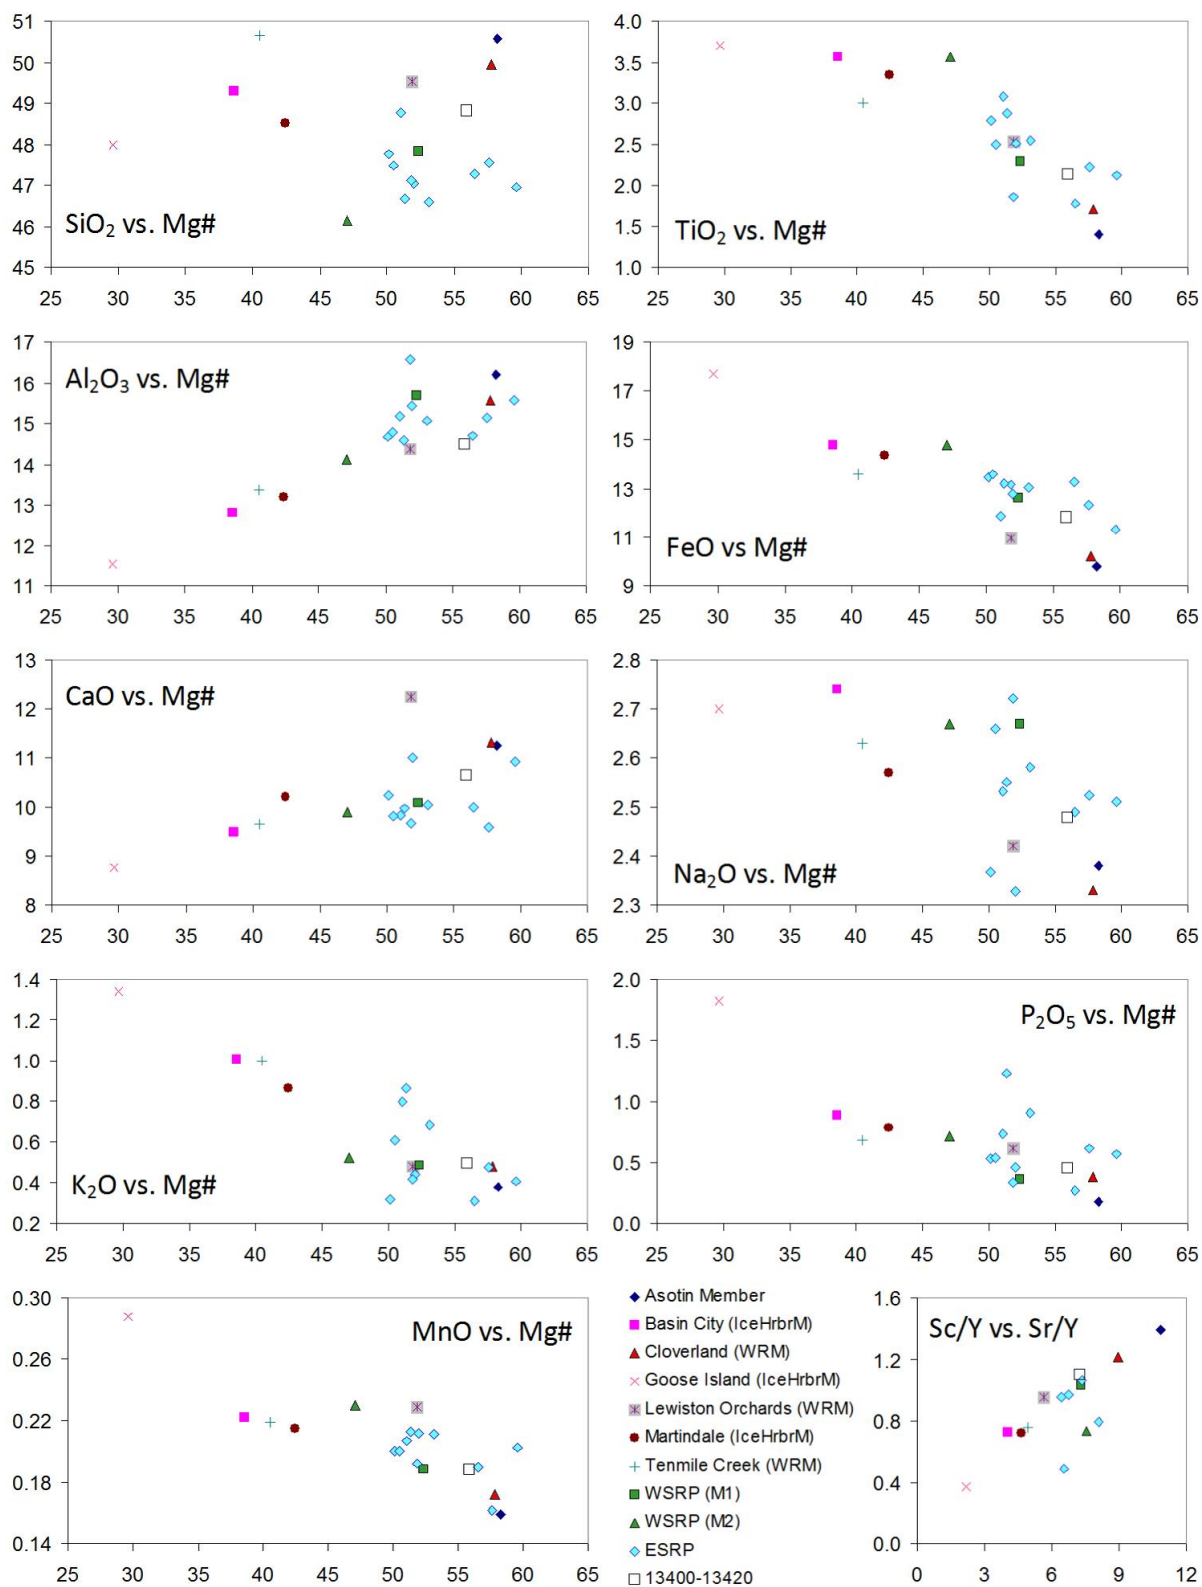 51
50
49
48
47
46
45
SiO₂ vs. Mg#
25 30 35 40 45 50 55 60 65
4.0
3.5
3.0
2.5
2.0
1.5
1.0
TiO₂ vs. Mg#
25 30 35 40 45 50 55 60 65
17
16
15
14
13
12
11
Al₂O₃ vs. Mg#
25 30 35 40 45 50 55 60 65
19
17
15
13
11
9
FeO vs Mg#
25 30 35 40 45 50 55 60 65
13
12
11
10
9
8
CaO vs. Mg#
25 30 35 40 45 50 55 60 65
2.8
2.7
2.6
2.5
2.4
2.3
Na₂O vs. Mg#
25 30 35 40 45 50 55 60 65
1.4
1.2
1.0
0.8
0.6
0.4
0.2
K₂O vs. Mg#
25 30 35 40 45 50 55 60 65
2.0
1.5
1.0
0.5
0.0
P₂O₅ vs. Mg#
25 30 35 40 45 50 55 60 65
0.30
0.26
0.22
0.18
0.14
MnO vs. Mg#
25 30 35 40 45 50 55 60 65
Asotin Member
Basin City (IceHrbrM)
Cloverland (WRM)
Goose Island (IceHrbrM)
Lewiston Orchards (WRM)
Martindale (IceHrbrM)
Tenmile Creek (WRM)
WSRP (M1)
WSRP (M2)
ESRP
13400-13420
1.6
1.2
0.8
0.4
0.0
Sc/Y vs. Sr/Y
0 3 6 9 12